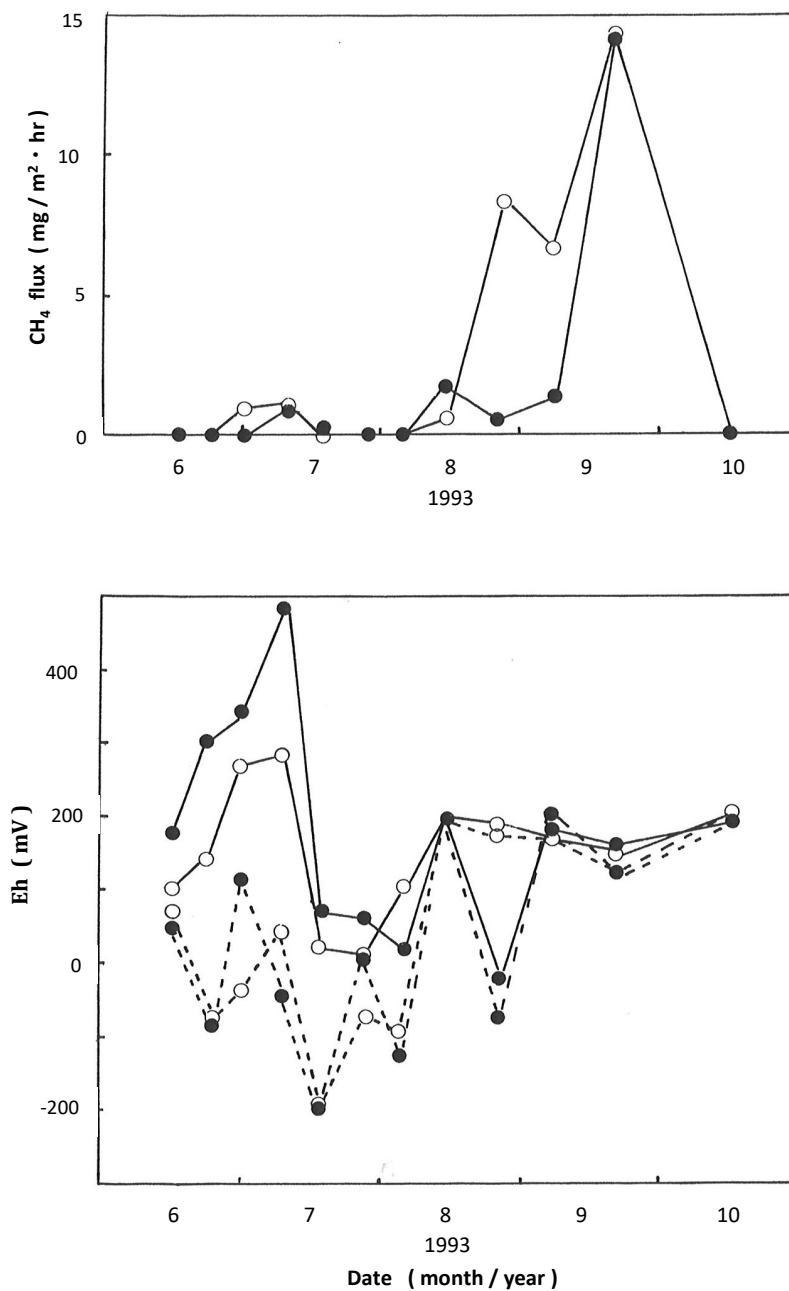 15
10
5
0
CH₄ flux ( mg / m² · hr )
6 7 8 9 10
1993
400
200
0
-200
Eh ( mV )
6 7 8 9 10
1993
Date ( month / year )